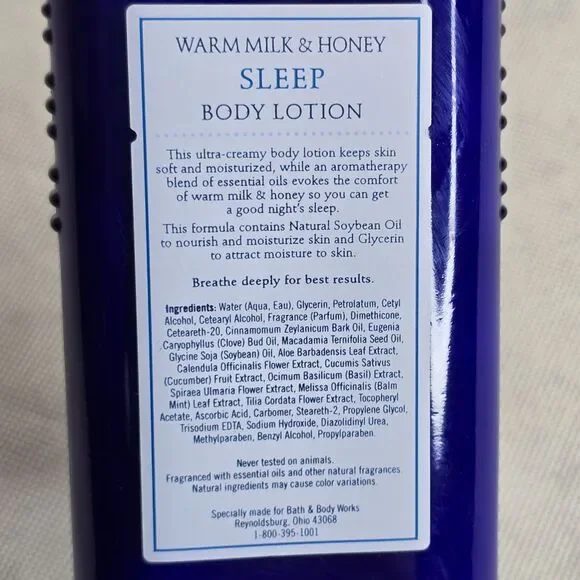 WARM MILK & HONEY
SLEEP
BODY LOTION
This ultra-creamy body lotion keeps skin
soft and moisturized, while an aromatherapy
blend of essential oils evokes the comfort
of warm milk & honey so you can get
a good night's sleep.
This formula contains Natural Soybean Oil
to nourish and moisturize skin and Glycerin
to attract moisture to skin.
Breathe deeply for best results.
Ingredients: Water (Aqua, Eau), Glycerin, Petrolatum, Cetyl
Alcohol, Cetearyl Alcohol, Fragrance (Parfum), Dimethicone,
Ceteareth-20, Cinnamomum Zeylanicum Bark Oil, Eugenia
Caryophyllus (Clove) Bud Oil, Macadamia Ternifolia Seed Oil,
Glycine Soja (Soybean) Oil, Aloe Barbadensis Leaf Extract,
Calendula Officinalis Flower Extract, Cucumis Sativus
(Cucumber) Fruit Extract, Ocimum Basilicum (Basil) Extract,
Spiraea Ulmaria Flower Extract, Melissa Officinalis (Balm
Mint) Leaf Extract, Tilia Cordata Flower Extract, Tocopheryl
Acetate, Ascorbic Acid, Carbomer, Steareth-2, Propylene Glycol,
Trisodium EDTA, Sodium Hydroxide, Diazolidinyl Urea,
Methylparaben, Benzyl Alcohol, Propylparaben.
Never tested on animals.
Fragranced with essential oils and other natural fragrances
Natural ingredients may cause color variations.
Specially made for Bath & Body Works
Reynoldsburg, Ohio 43068
1-800-395-1001